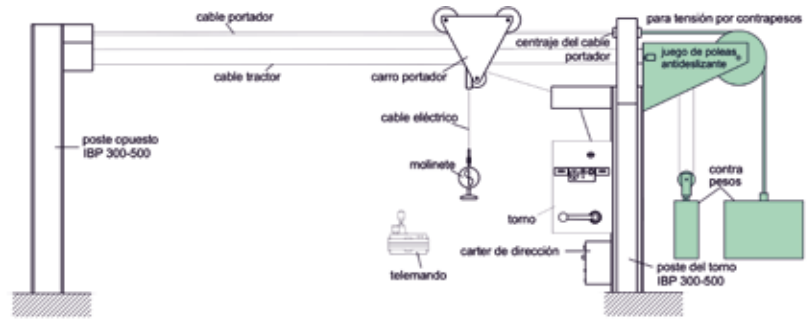 cable portador
para tensión por contrapesos
centraje del cable
portador
juego de poleas
antideslizante
cable tractor
carro portador
cable eléctrico
poste opuesto
IBP 300-500
molinete
contra
pesos
torno
telemando
carter de dirección
poste del torno
IBP 300-500